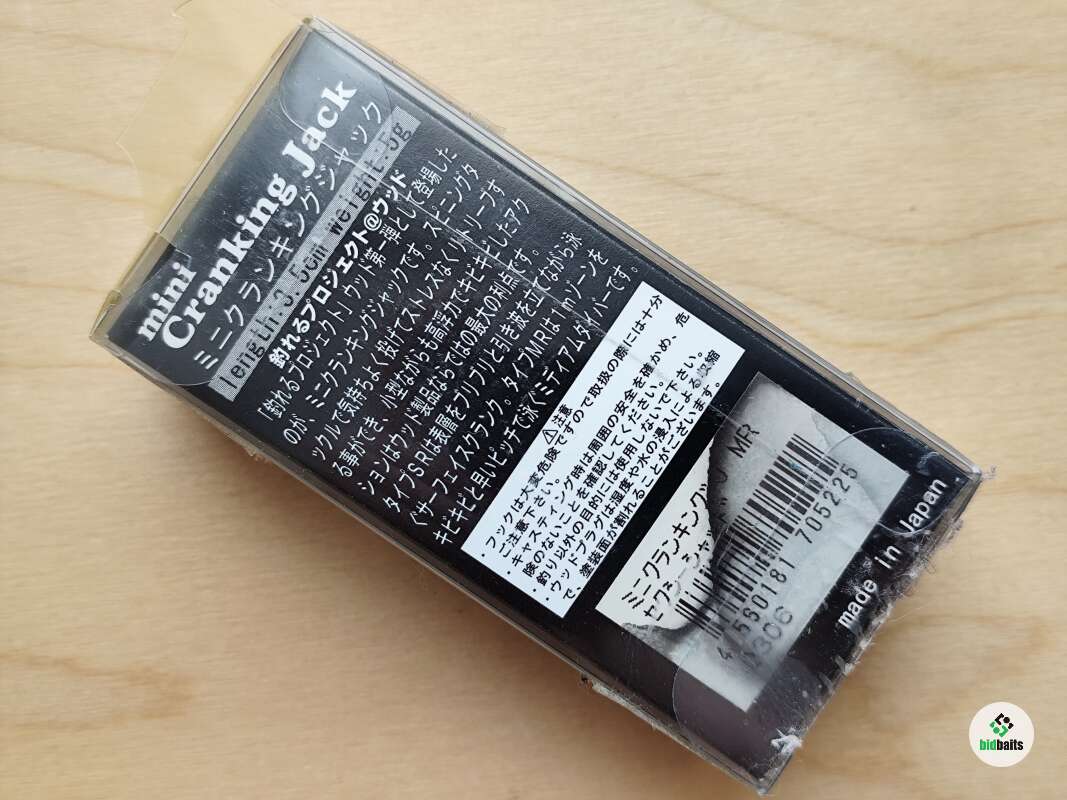 mini
Cranking Jack
ミニクランキングジャック
length:3.5cm weight:5g
釣れるプロジェクト@ウッド
「釣れるプロジェクト」ウッド第一弾として登場した
のが、ミニクランキングジャックです。スピニングタ
ックルで気持ちよく投げてストレスなくリトリーブす
る事ができ、小型ながらも高浮力でキビキビしたアク
ションはウッド製品ならではの最大の利点です。
タイプSRは表層をブリブリと引き波を立てながら泳
ぐサーフェイスクランク。タイプMRは1mゾーンを
キビキビと早いピッチで泳ぐミディアムダイバーです。
⚠注意
・フックは大変危険ですので取扱の際には十分
ご注意下さい。
・キャスティング時は周囲の安全を確かめ、危
険のないことを確認してください。
・釣り以外の目的には使用しないで下さい。
・ウッドプラグは湿度や水の浸入による収縮
で、塗装面が割れることがございます。
ミニクランキング MR
4 560181 705225
made in Japan
bidbaits